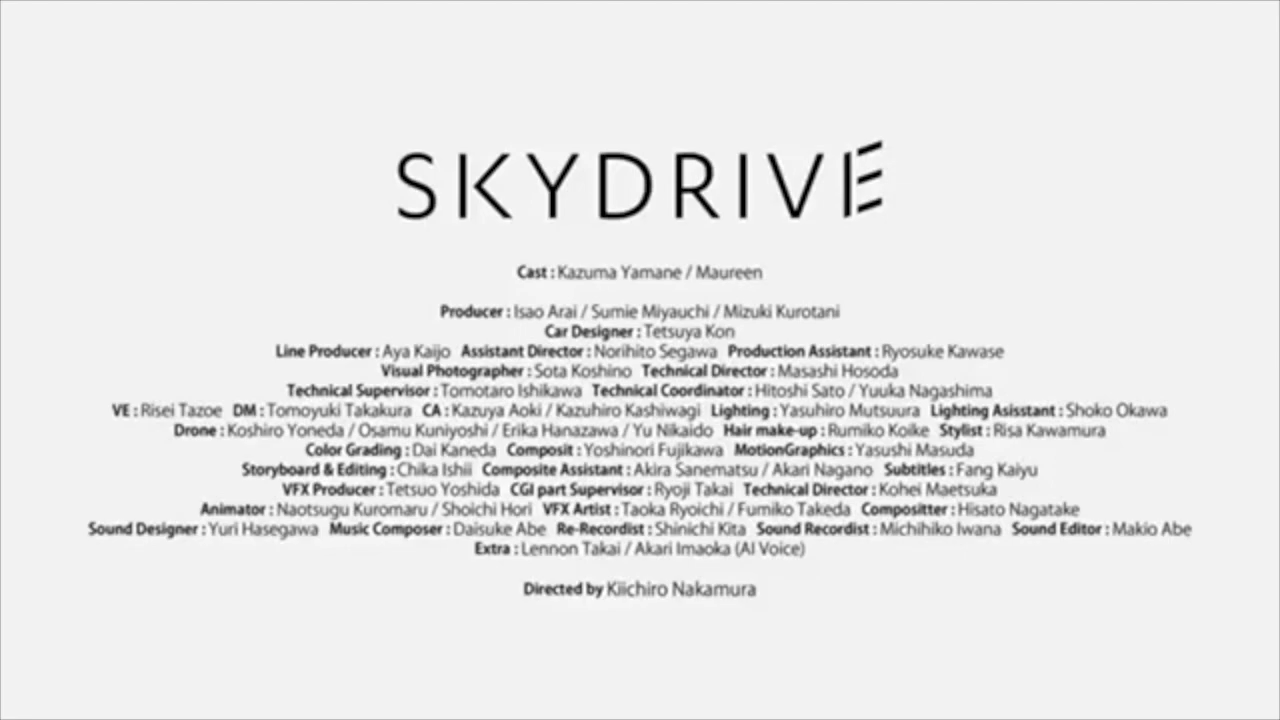 SKYDRIVE
Cast : Kazuma Yamane / Maureen
Producer : Isao Arai / Sumie Miyauchi / Mizuki Kurotani
Car Designer : Tetsuya Kon
Line Producer : Aya Kaijo Assistant Director : Norihito Segawa Production Assistant : Ryosuke Kawase
Visual Photographer : Sota Koshino Technical Director : Masashi Hosoda
Technical Supervisor : Tomotaro Ishikawa Technical Coordinator : Hitoshi Sato / Yuuka Nagashima
VE : Risei Tazoe DM : Tomoyuki Takakura CA : Kazuya Aoki / Kazuhiro Kashiwagi Lighting : Yasuhiro Mutsuura Lighting Asisstant : Shoko Okawa
Drone : Koshiro Yoneda / Osamu Kuniyoshi / Erika Hanazawa / Yu Nikaido Hair make-up : Rumiko Koike Stylist : Risa Kawamura
Color Grading : Dai Kaneda Composit : Yoshinori Fujikawa MotionGraphics : Yasushi Masuda
Storyboard & Editing : Chika Ishii Composite Assistant : Akira Sanematsu / Akari Nagano Subtitles : Fang Kaiyu
VFX Producer : Tetsuo Yoshida CGI part Supervisor : Ryoji Takai Technical Director : Kohei Maetsuka
Animator : Naotsugu Kuromaru / Shoichi Hori VFX Artist : Taoka Ryoichi / Fumiko Takeda Compositter : Hisato Nagatake
Sound Designer : Yuri Hasegawa Music Composer : Daisuke Abe Re-Recordist : Shinichi Kita Sound Recordist : Michihiko Iwana Sound Editor : Makio Abe
Extra : Lennon Takai / Akari Imaoka (AI Voice)
Directed by Kiichiro Nakamura